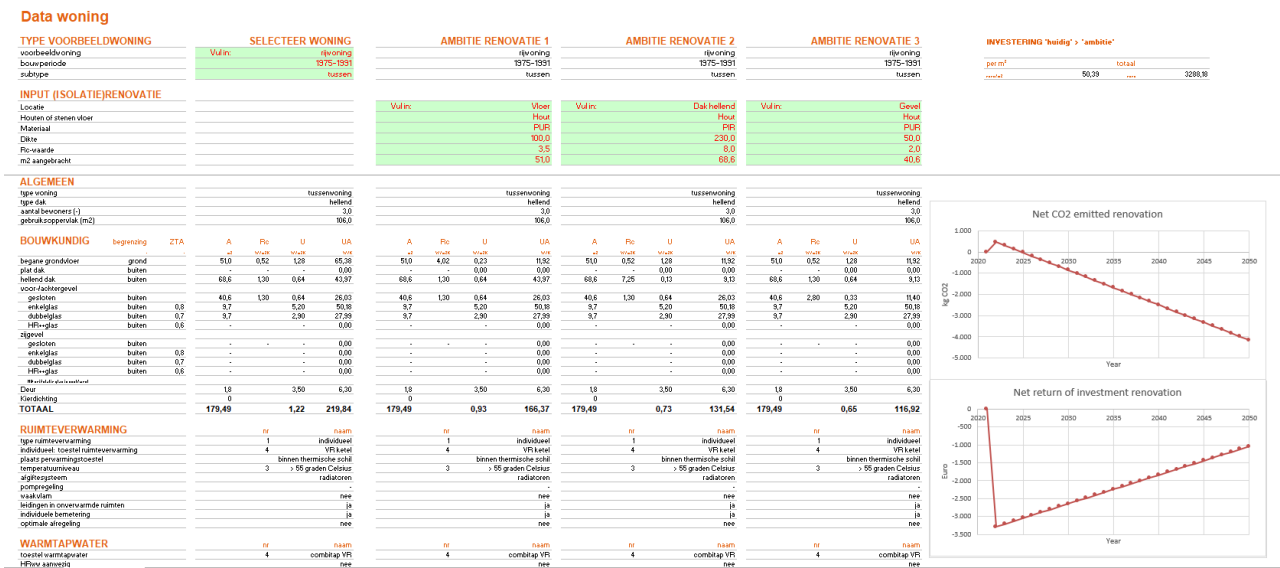 Data woning
TYPE VOORBEELDWONING SELECTEER WONING AMBITIE RENOVATIE 1 AMBITIE RENOVATIE 2 AMBITIE RENOVATIE 3 INVESTERING 'huidig' > 'ambitie'
voorbeeldwoning Vul in: rijwoning rijwoning rijwoning rijwoning
bouwperiode 1975-1991 1975-1991 1975-1991 1975-1991 per m² totaal
subtype tussen tussen tussen tussen 50,39 3288,18
INPUT (ISOLATIE)RENOVATIE
Locatie Vul in: Vloer Vul in: Dak hellend Vul in: Gevel
Houten of stenen vloer Hout Hout Hout
Materiaal PUR PIR PUR
Dikte 100,0 230,0 50,0
Rc-waarde 3,5 8,0 2,0
m2 aangebracht 51,0 68,6 40,6
ALGEMEEN
type woning tussenwoning tussenwoning tussenwoning tussenwoning
type dak hellend hellend hellend hellend
aantal bewoners (-) 3,0 3,0 3,0 3,0
gebruiksoppervlak (m2) 106,0 106,0 106,0 106,0
BOUWKUNDIG begrenzing ZTA A Rc U UA A Rc U UA A Rc U UA A Rc U UA
begane grondvloer grond 51,0 0,52 1,28 65,38 51,0 4,02 0,23 11,92 51,0 0,52 1,28 11,92 51,0 0,52 1,28 11,92
plat dak buiten - - - 0,00 - - 0,00 0,00 - - 0,00 0,00 - - 0,00 0,00
hellend dak buiten 68,6 1,30 0,64 43,97 68,6 1,30 0,64 43,97 68,6 7,25 0,13 9,13 68,6 1,30 0,64 9,13
voor-/achtergevel
gesloten buiten 40,6 1,30 0,64 26,03 40,6 1,30 0,64 26,03 40,6 1,30 0,64 26,03 40,6 2,80 0,33 11,40
enkelglas buiten 0,8 9,7 5,20 50,18 9,7 5,20 50,18 9,7 5,20 50,18 9,7 5,20 50,18
dubbelglas buiten 0,7 9,7 2,90 27,99 9,7 2,90 27,99 9,7 2,90 27,99 9,7 2,90 27,99
HR++glas buiten 0,6 - - 0,00 - - 0,00 - - 0,00 - - 0,00
zijgevel
gesloten buiten - - - 0,00 - - - 0,00 - - - 0,00 - - - 0,00
enkelglas buiten 0,8 - - 0,00 - - 0,00 - - 0,00 - - 0,00
dubbelglas buiten 0,7 - - 0,00 - - 0,00 - - 0,00 - - 0,00
HR++glas buiten 0,6 - - 0,00 - - 0,00 - - 0,00 - - 0,00
Deur 1,8 3,50 6,30 1,8 3,50 6,30 1,8 3,50 6,30 1,8 3,50 6,30
Kierdichting 0 0 0 0
TOTAAL 179,49 1,22 219,84 179,49 0,93 166,37 179,49 0,73 131,54 179,49 0,65 116,92
RUIMTEVERWARMING nr naam nr naam nr naam nr naam
type ruimteverwarming 1 individueel 1 individueel 1 individueel 1 individueel
individueel: toestel ruimteverwarming 4 VR ketel 4 VR ketel 4 VR ketel 4 VR ketel
plaats verwarmingstoestel binnen thermische schil binnen thermische schil binnen thermische schil binnen thermische schil
temperatuurniveau 3 > 55 graden Celsius 3 > 55 graden Celsius 3 > 55 graden Celsius 3 > 55 graden Celsius
afgiftesysteem radiatoren radiatoren radiatoren radiatoren
pompregeling - - - -
waakvlam nee nee nee nee
leidingen in onverwarmde ruimten ja ja ja ja
individuele bemetering ja ja ja ja
optimale afregeling nee nee nee nee
WARMTAPWATER nr naam nr naam nr naam nr naam
toestel warmtapwater 4 combitap VR 4 combitap VR 4 combitap VR 4 combitap VR
HRww aanwezig nee nee nee nee
Net CO2 emitted renovation
1.000
0
2020 2025 2030 2035 2040 2045 2050
-1.000
-2.000
-3.000
-4.000
-5.000
kg CO2
Year
Net return of investment renovation
0
2020 2025 2030 2035 2040 2045 2050
-500
-1.000
-1.500
-2.000
-2.500
-3.000
-3.500
Euro
Year